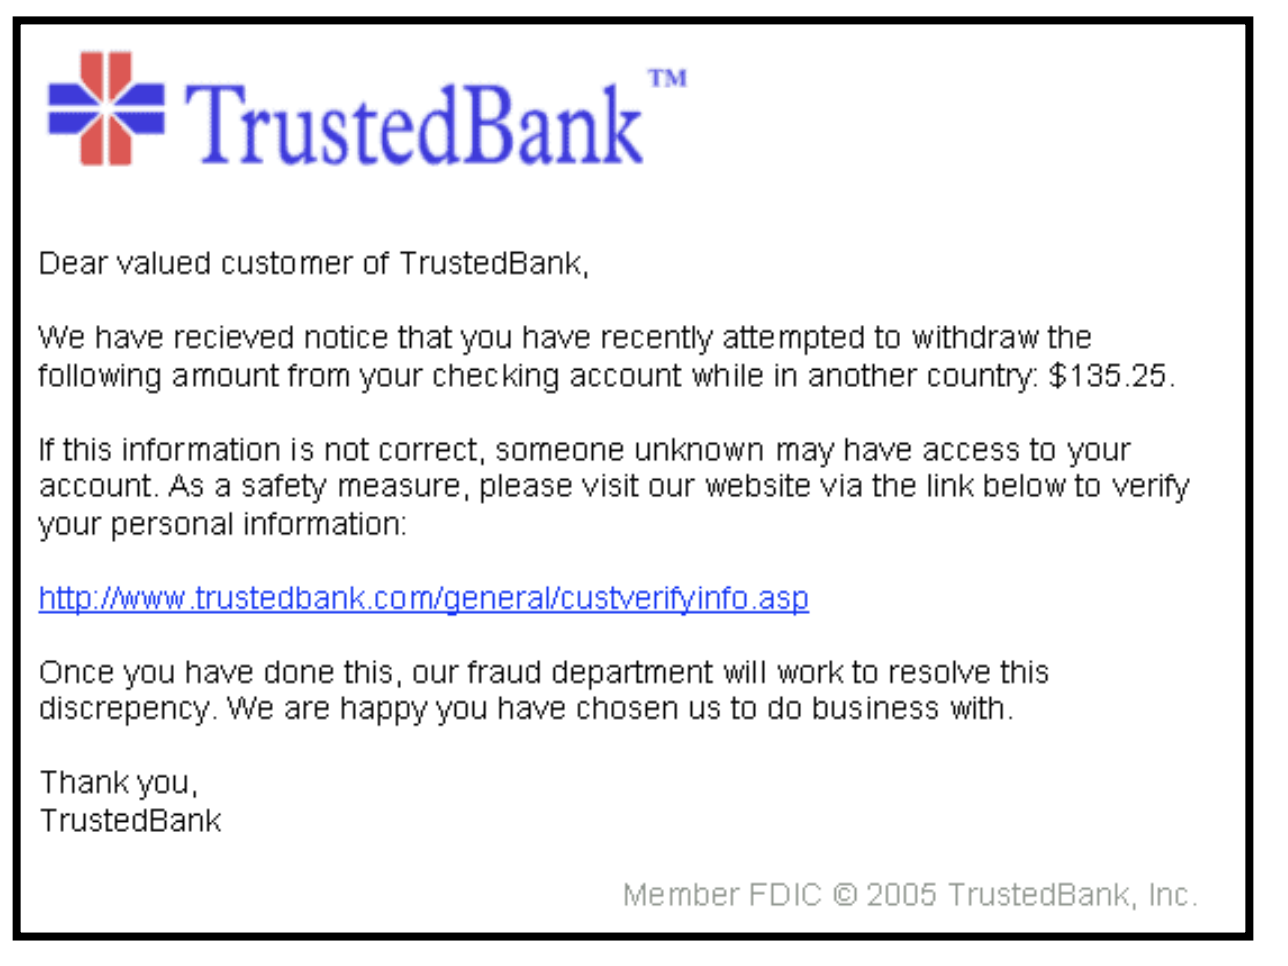 TrustedBank™
Dear valued customer of TrustedBank,
We have recieved notice that you have recently attempted to withdraw the
following amount from your checking account while in another country: $135.25.
If this information is not correct, someone unknown may have access to your
account. As a safety measure, please visit our website via the link below to verify
your personal information:
http://www.trustedbank.com/general/custverifyinfo.asp
Once you have done this, our fraud department will work to resolve this
discrepency. We are happy you have chosen us to do business with.
Thank you,
TrustedBank
Member FDIC © 2005 TrustedBank, Inc.